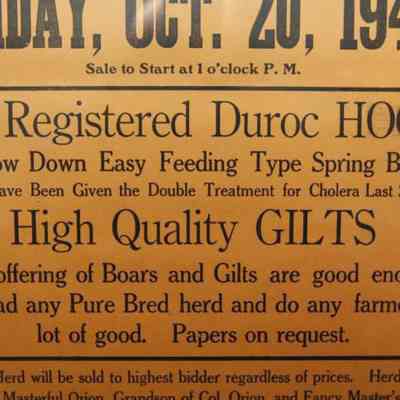 DAY, OCT. 20, 194
Sale to Start at 1 o'clock P. M.
Registered Duroc HO
ow Down Easy Feeding Type Spring B
ave Been Given the Double Treatment for Cholera Last
High Quality GILTS
offering of Boars and Gilts are good en
ad any Pure Bred herd and do any farme
lot of good. Papers on request.
Herd will be sold to highest bidder regardless of prices. Herd
Masterful Orion, Grandson of Col. Orion, and Fancy Master's